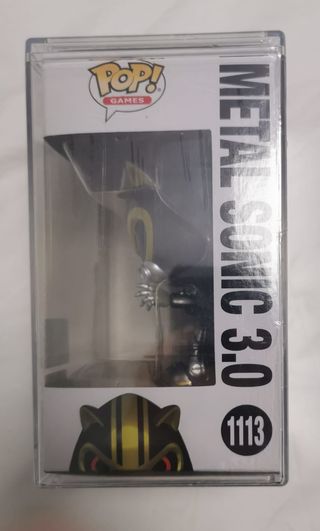 POP!
GAMES
METAL SONIC 3.0
1113